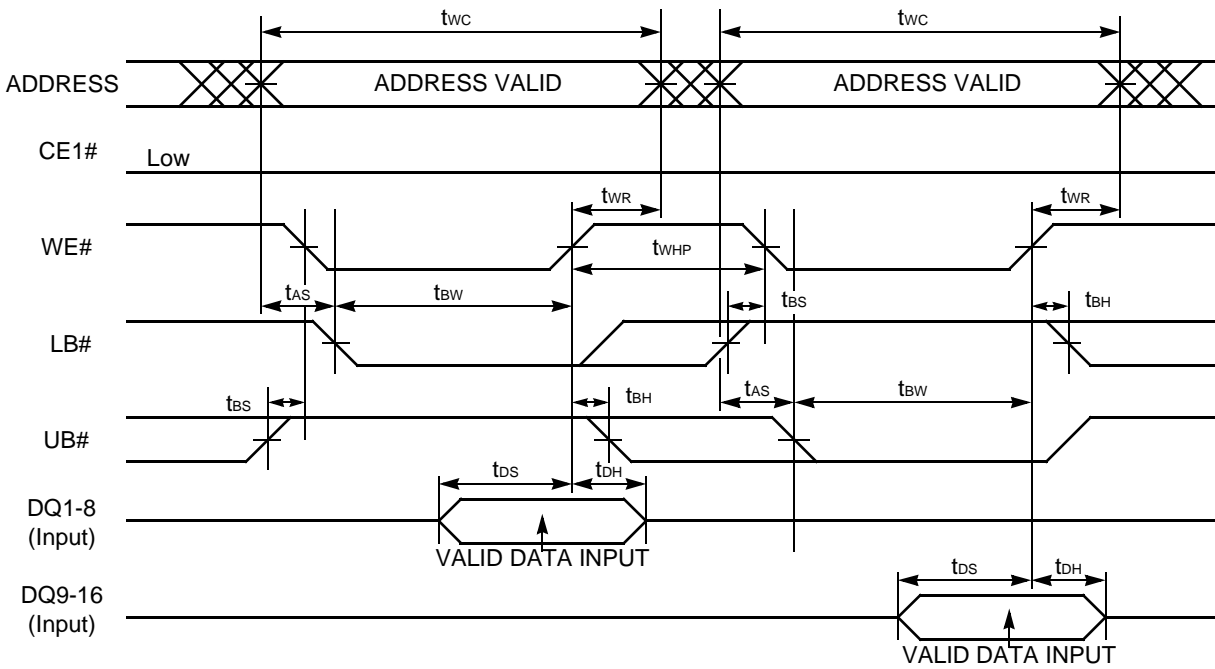 tWC tWC
ADDRESS ADDRESS VALID ADDRESS VALID
CE1# Low
tWR tWR
WE#
tWHP
tAS tBW tBS tBH
LB#
tBS tBH tAS tBW
UB#
tDS tDH
DQ1-8
(Input)
VALID DATA INPUT
tDS tDH
DQ9-16
(Input)
VALID DATA INPUT